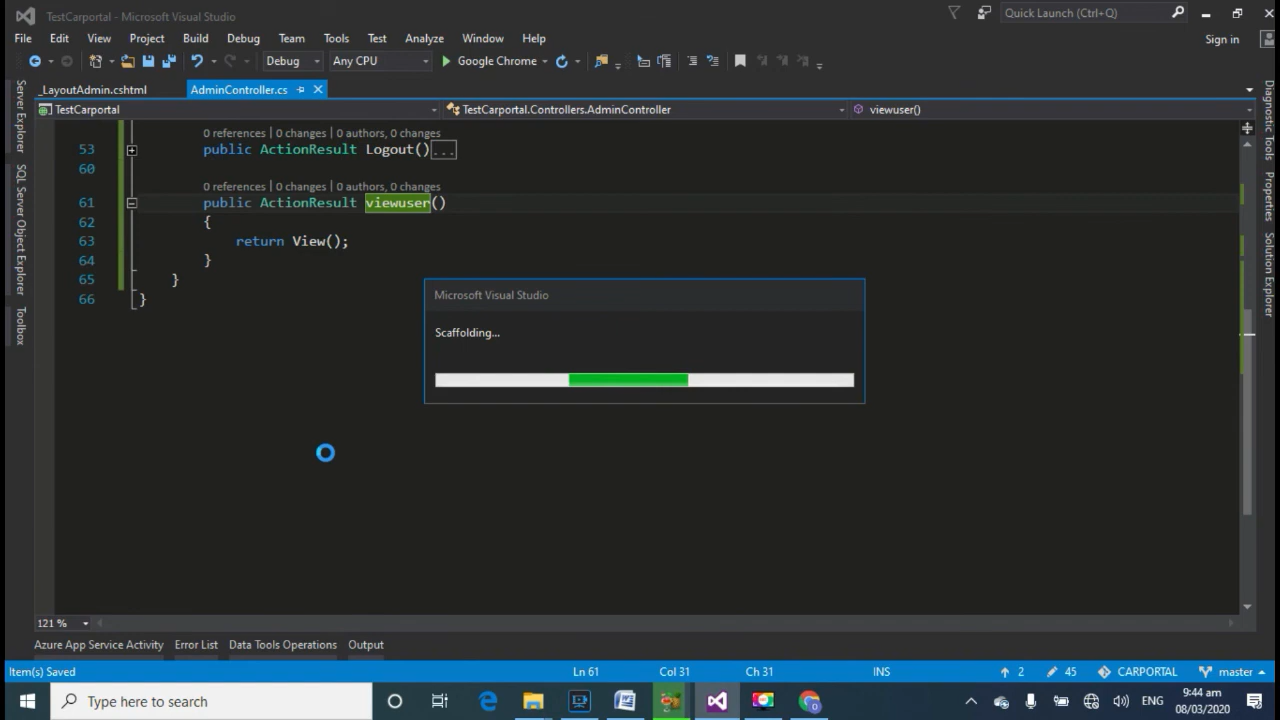 TestCarportal - Microsoft Visual Studio
Quick Launch (Ctrl+Q)
File Edit View Project Build Debug Team Tools Test Analyze Window Help
Sign in
Debug Any CPU Google Chrome
_LayoutAdmin.cshtml AdminController.cs
TestCarportal TestCarportal.Controllers.AdminController viewuser()
Server Explorer
SQL Server Object Explorer
Toolbox
Diagnostic Tools
Properties
Solution Explorer
0 references | 0 changes | 0 authors, 0 changes
53 public ActionResult Logout()...
60
0 references | 0 changes | 0 authors, 0 changes
61 public ActionResult viewuser()
62 {
63 return View();
64 }
65 }
66 }
Microsoft Visual Studio
Scaffolding...
121 %
Azure App Service Activity Error List Data Tools Operations Output
Item(s) Saved Ln 61 Col 31 Ch 31 INS 2 45 CARPORTAL master
Type here to search
ENG
9:44 am
08/03/2020